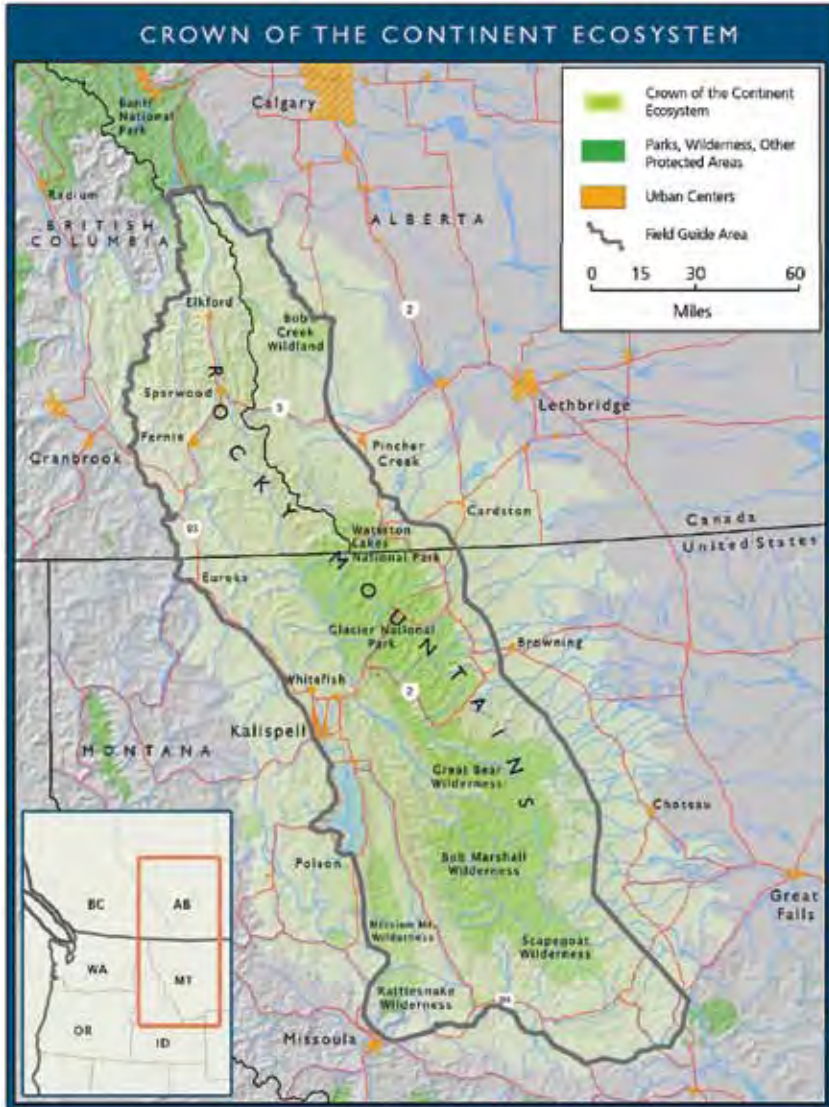 CROWN OF THE CONTINENT ECOSYSTEM
Banff
National
Park
Calgary
Crown of the Continent
Ecosystem
Parks, Wilderness, Other
Protected Areas
Urban Centers
Field Guide Area
0 15 30 60
Miles
Radium
BRITISH
COLUMBIA
ALBERTA
Elkford
Bob
Creek
Wildland
2
Sparwood
3
Lethbridge
Fernie
Cranbrook
Pincher
Creek
ROCKY MOUNTAINS
Cardston
93
Waterton
Lakes
National Park
Canada
United States
Eureka
Glacier National
Park
Browning
Whitefish
2
Kalispell
MONTANA
Great Bear
Wilderness
Choteau
Polson
Bob Marshall
Wilderness
Great
Falls
Mission Mt.
Wilderness
Scapegoat
Wilderness
Rattlesnake
Wilderness
Missoula
BC
AB
WA
MT
OR
ID